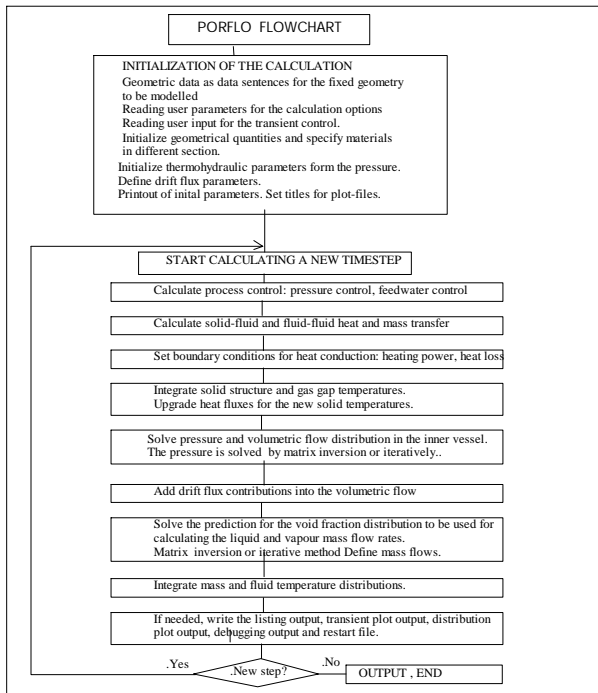 PORFLO FLOWCHART
INITIALIZATION OF THE CALCULATION
Geometric data as data sentences for the fixed geometry
to be modelled
Reading user parameters for the calculation options
Reading user input for the transient control.
Initialize geometrical quantities and specify materials
in different section.
Initialize thermohydraulic parameters form the pressure.
Define drift flux parameters.
Printout of inital parameters. Set titles for plot-files.
START CALCULATING A NEW TIMESTEP
Calculate process control: pressure control, feedwater control
Calculate solid-fluid and fluid-fluid heat and mass transfer
Set boundary conditions for heat conduction: heating power, heat loss
Integrate solid structure and gas gap temperatures.
Upgrade heat fluxes for the new solid temperatures.
Solve pressure and volumetric flow distribution in the inner vessel.
The pressure is solved by matrix inversion or iteratively..
Add drift flux contributions into the volumetric flow
Solve the prediction for the void fraction distribution to be used for
calculating the liquid and vapour mass flow rates.
Matrix inversion or iterative method Define mass flows.
Integrate mass and fluid temperature distributions.
If needed, write the listing output, transient plot output, distribution
plot output, debugging output and restart file.
.Yes
.New step?
.No
OUTPUT , END